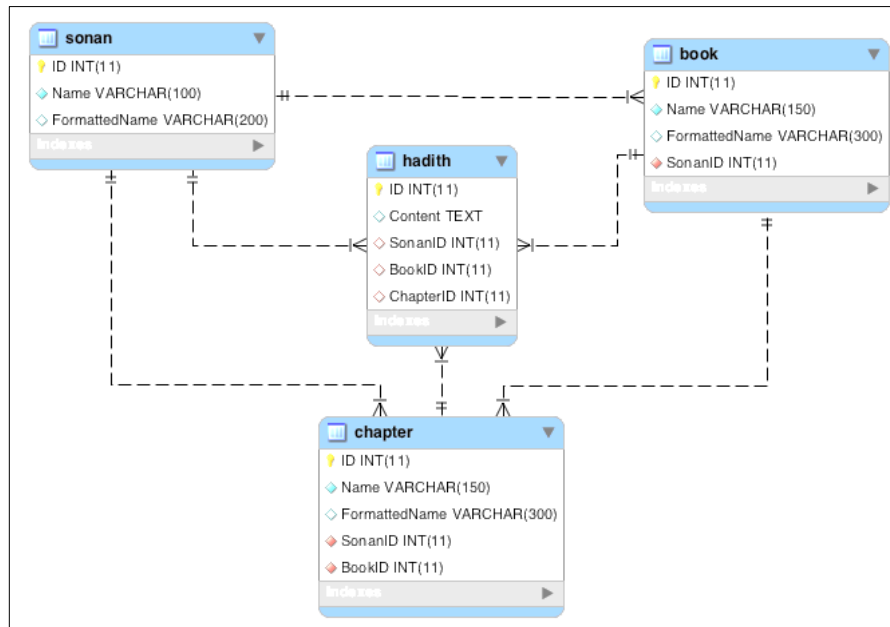 sonan
ID INT(11)
Name VARCHAR(100)
FormattedName VARCHAR(200)
Indexes
book
ID INT(11)
Name VARCHAR(150)
FormattedName VARCHAR(300)
SonanID INT(11)
Indexes
hadith
ID INT(11)
Content TEXT
SonanID INT(11)
BookID INT(11)
ChapterID INT(11)
Indexes
chapter
ID INT(11)
Name VARCHAR(150)
FormattedName VARCHAR(300)
SonanID INT(11)
BookID INT(11)
Indexes